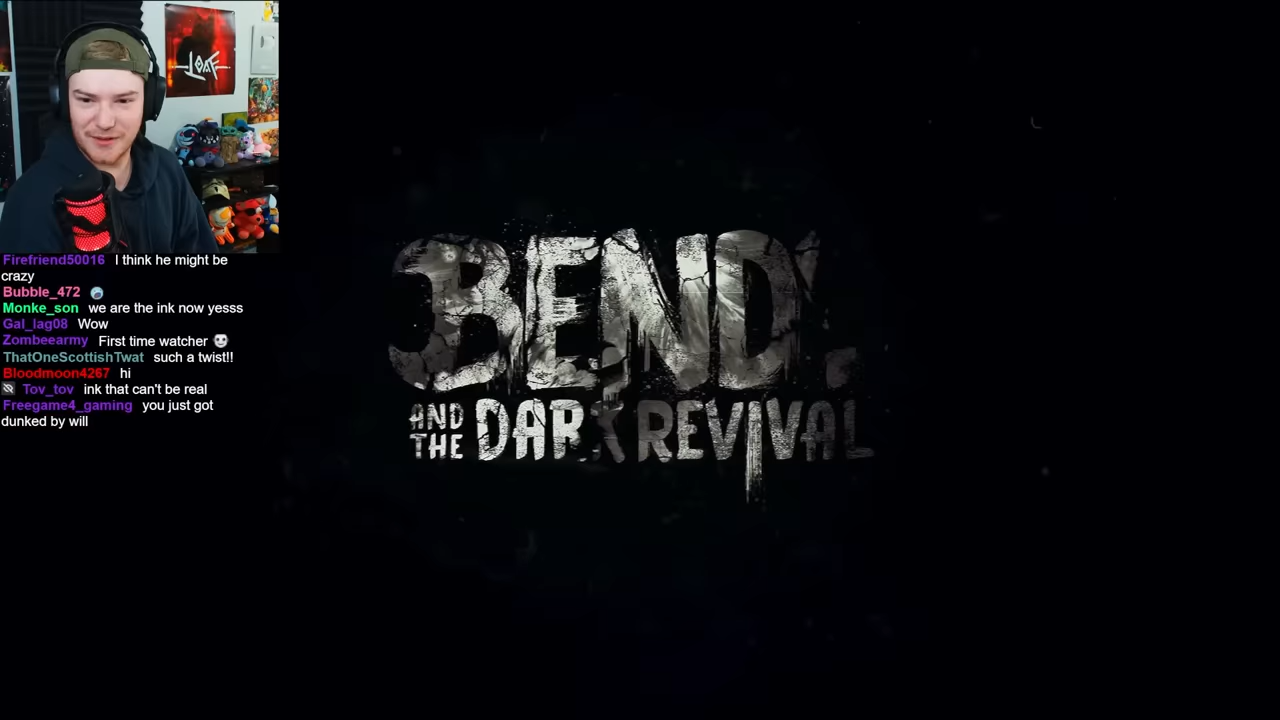 LOAF
Firefriend50016 I think he might be
crazy
Bubble_472
Monke_son we are the ink now yesss
Gal_lag08 Wow
Zombeearmy First time watcher
ThatOneScottishTwat such a twist!!
Bloodmoon4267 hi
Tov_tov ink that can't be real
Freegame4_gaming you just got
dunked by will
BENDY
AND THE DARK REVIVAL